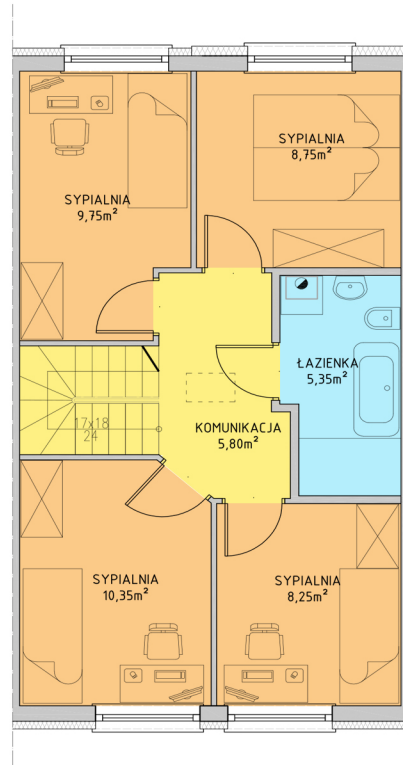 SYPIALNIA
9,75m²
SYPIALNIA
8,75m²
ŁAZIENKA
5,35m²
17x18
24
KOMUNIKACJA
5,80m²
SYPIALNIA
10,35m²
SYPIALNIA
8,25m²